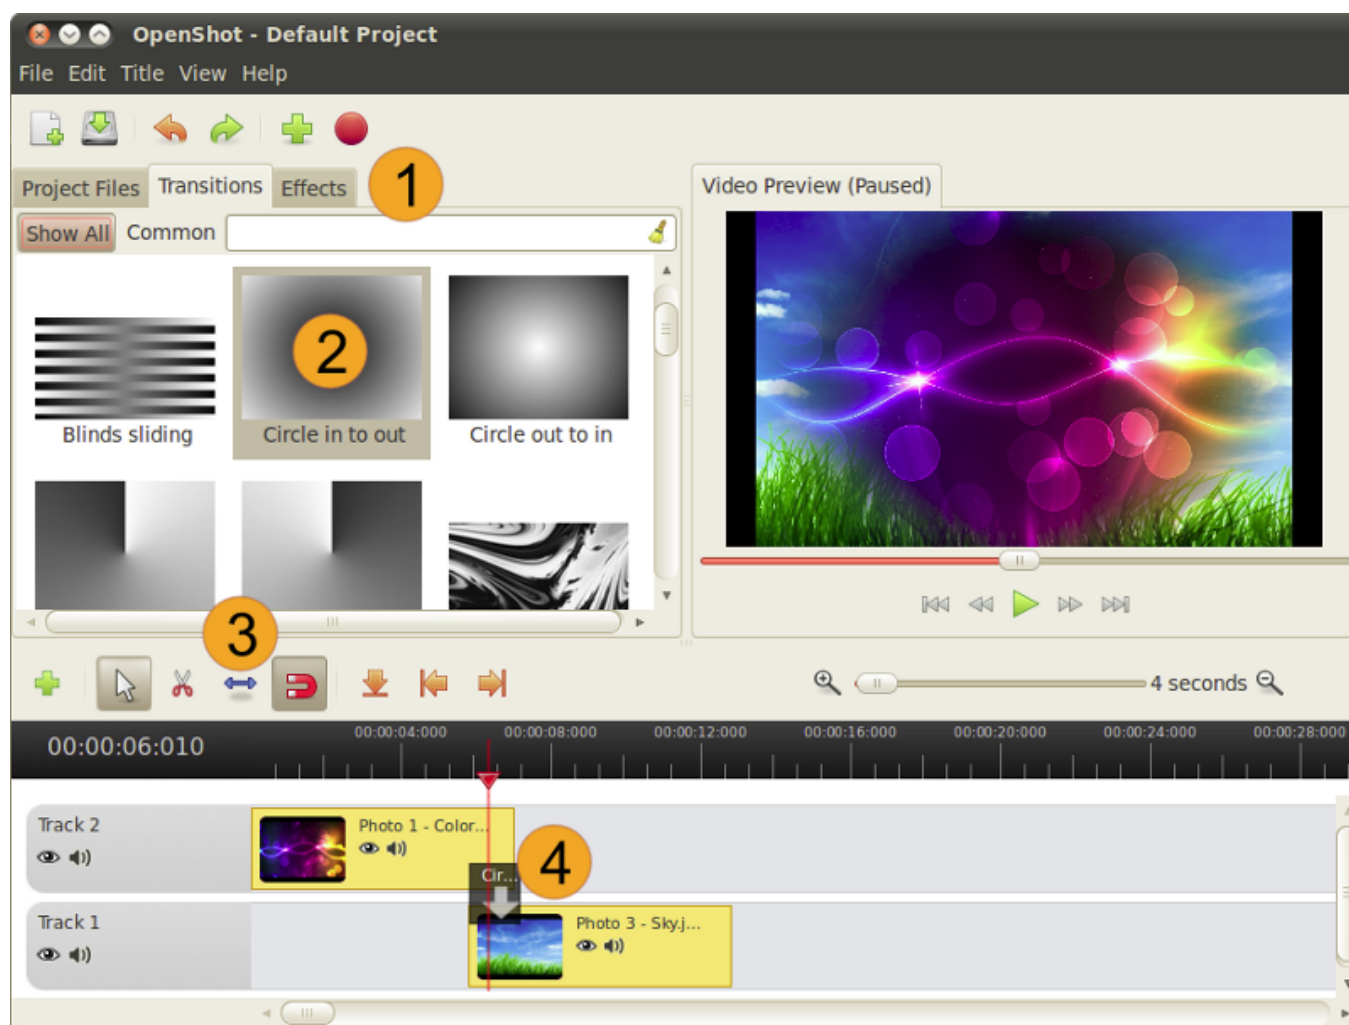 OpenShot - Default Project
File Edit Title View Help
1
Project Files Transitions Effects
Video Preview (Paused)
Show All Common
2
Blinds sliding
Circle in to out
Circle out to in
3
4 seconds
00:00:06:010
00:00:04:000 00:00:08:000 00:00:12:000 00:00:16:000 00:00:20:000 00:00:24:000 00:00:28:000
Track 2
Photo 1 - Color...
4
Cir...
Track 1
Photo 3 - Sky.j...